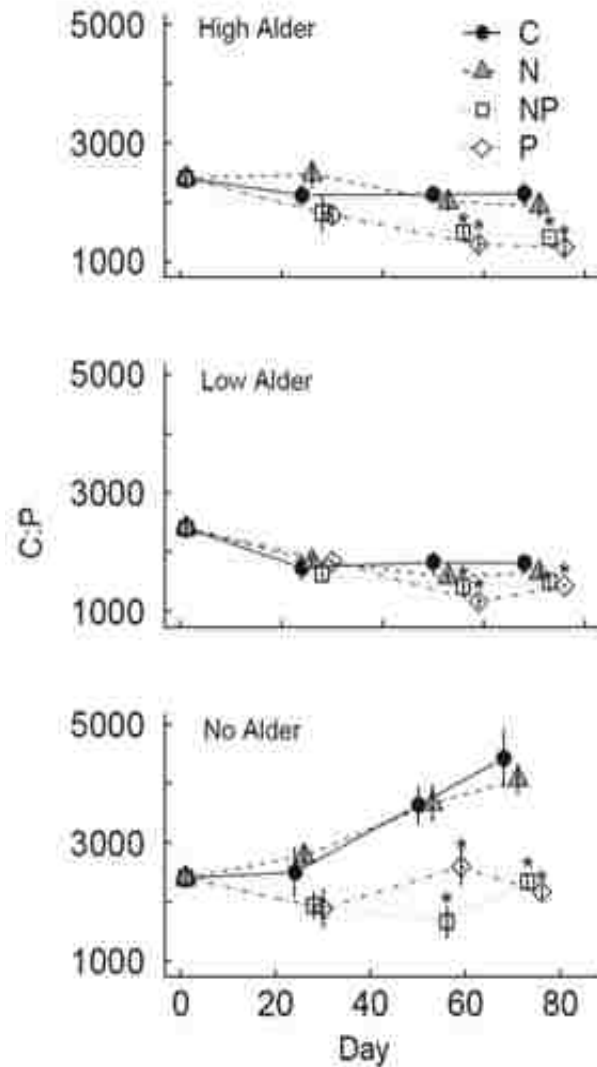 5000
High Alder
C
N
NP
P
3000
1000
* * * *
5000
Low Alder
3000
1000
* * * *
C:P
5000
No Alder
3000
1000
* * * *
0 20 40 60 80
Day